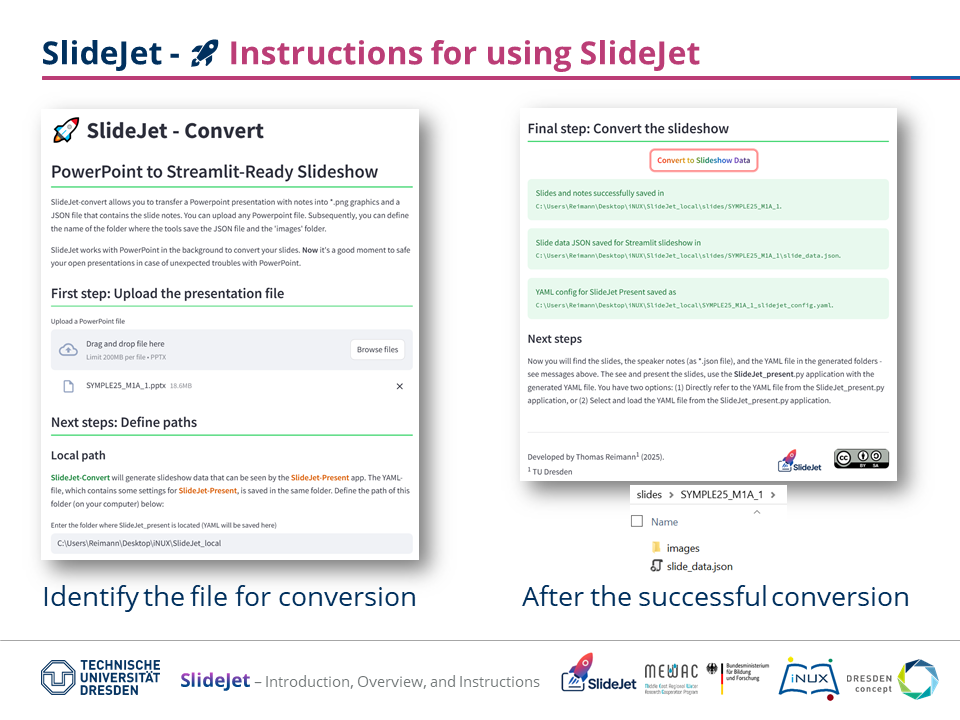 SlideJet - Instructions for using SlideJet
SlideJet - Convert
PowerPoint to Streamlit-Ready Slideshow
SlideJet-convert allows you to transfer a Powerpoint presentation with notes into *.png graphics and a
JSON file that contains the slide notes. You can upload any Powerpoint file. Subsequently, you can define
the name of the folder where the tools save the JSON file and the 'images' folder.
SlideJet works with PowerPoint in the background to convert your slides. Now it's a good moment to safe
your open presentations in case of unexpected troubles with PowerPoint.
First step: Upload the presentation file
Upload a PowerPoint file
Drag and drop file here
Limit 200MB per file • PPTX
Browse files
SYMPLE25_M1A_1.pptx 18.6MB
Next steps: Define paths
Local path
SlideJet-Convert will generate slideshow data that can be seen by the SlideJet-Present app. The YAML-
file, which contains some settings for SlideJet-Present, is saved in the same folder. Define the path of this
folder (on your computer) below:
Enter the folder where SlideJet_present is located (YAML will be saved here)
C:\Users\Reimann\Desktop\iNUX\SlideJet_local
Identify the file for conversion
Final step: Convert the slideshow
Convert to Slideshow Data
Slides and notes successfully saved in
C:\Users\Reimann\Desktop\iNUX\SlideJet_local\slides/SYMPLE25_M1A_1.
Slide data JSON saved for Streamlit slideshow in
C:\Users\Reimann\Desktop\iNUX\SlideJet_local\slides/SYMPLE25_M1A_1\slide_data.json.
YAML config for SlideJet Present saved as
C:\Users\Reimann\Desktop\iNUX\SlideJet_local\SYMPLE25_M1A_1_slidejet_config.yaml.
Next steps
Now you will find the slides, the speaker notes (as *.json file), and the YAML file in the generated folders -
see messages above. The see and present the slides, use the SlideJet_present.py application with the
generated YAML file. You have two options: (1) Directly refer to the YAML file from the SlideJet_present.py
application, or (2) Select and load the YAML file from the SlideJet_present.py application.
Developed by Thomas Reimann1 (2025).
1 TU Dresden
SlideJet
CC BY SA
slides > SYMPLE25_M1A_1 >
Name
images
slide_data.json
After the successful conversion
TECHNISCHE
UNIVERSITÄT
DRESDEN
SlideJet – Introduction, Overview, and Instructions
SlideJet
MEWAC
Middle East Regional Water
Research Cooperation Program
Bundesministerium
für Bildung
und Forschung
iNUX
DRESDEN
concept